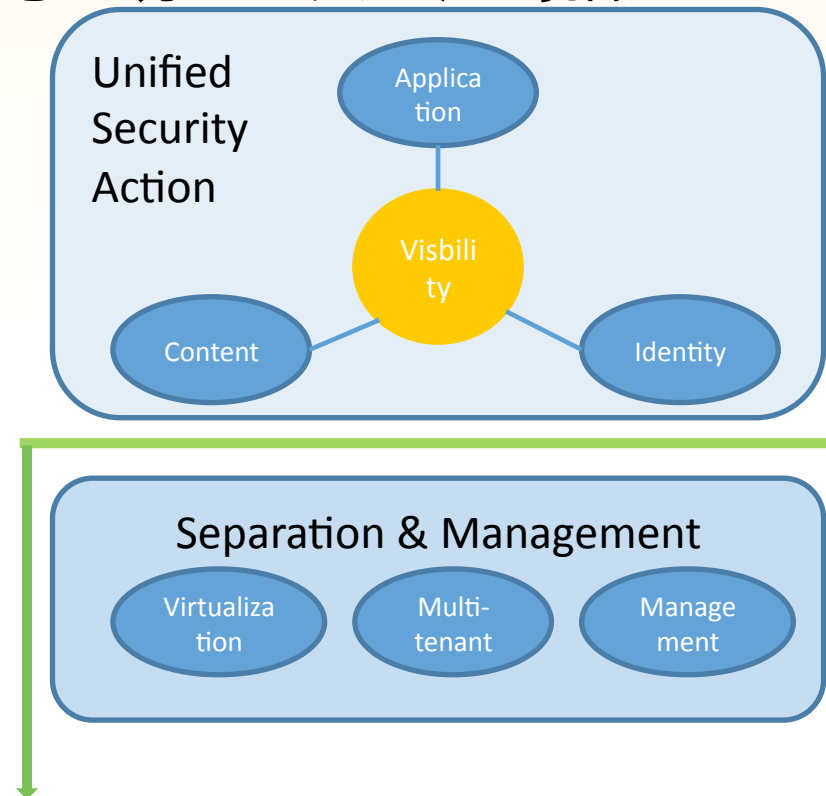 Unified
Security
Action
Applica
tion
Visbili
ty
Content
Identity
Separation & Management
Virtualiza
tion
Multi-
tenant
Manage
ment